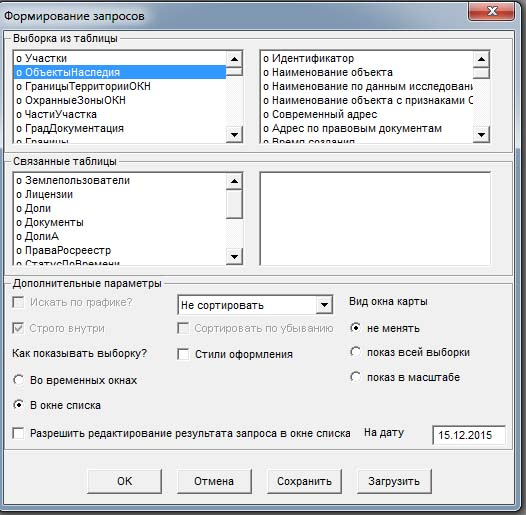 Формирование запросов
Выборка из таблицы
о Участки
о ОбъектыНаследия
о ГраницыТерриторииОКН
о ОхранныеЗоныОКН
о ЧастиУчастка
о ГрадДокументация
о Границы
о Идентификатор
о Наименование объекта
о Наименование по данным исследовани
о Наименование объекта с признаками О
о Современный адрес
о Адрес по правовым документам
о Время создания
Связанные таблицы
о Землепользователи
о Лицензии
о Доли
о Документы
о ДолиА
о ПраваРосреестр
о СтатусПоВремени
Дополнительные параметры
Искать по графике?
Не сортировать
Вид окна карты
Строго внутри
Сортировать по убыванию
не менять
Как показывать выборку?
Стили оформления
показ всей выборки
Во временных окнах
показ в масштабе
В окне списка
Разрешить редактирование результата запроса в окне списка
На дату
15.12.2015
ОК
Отмена
Сохранить
Загрузить